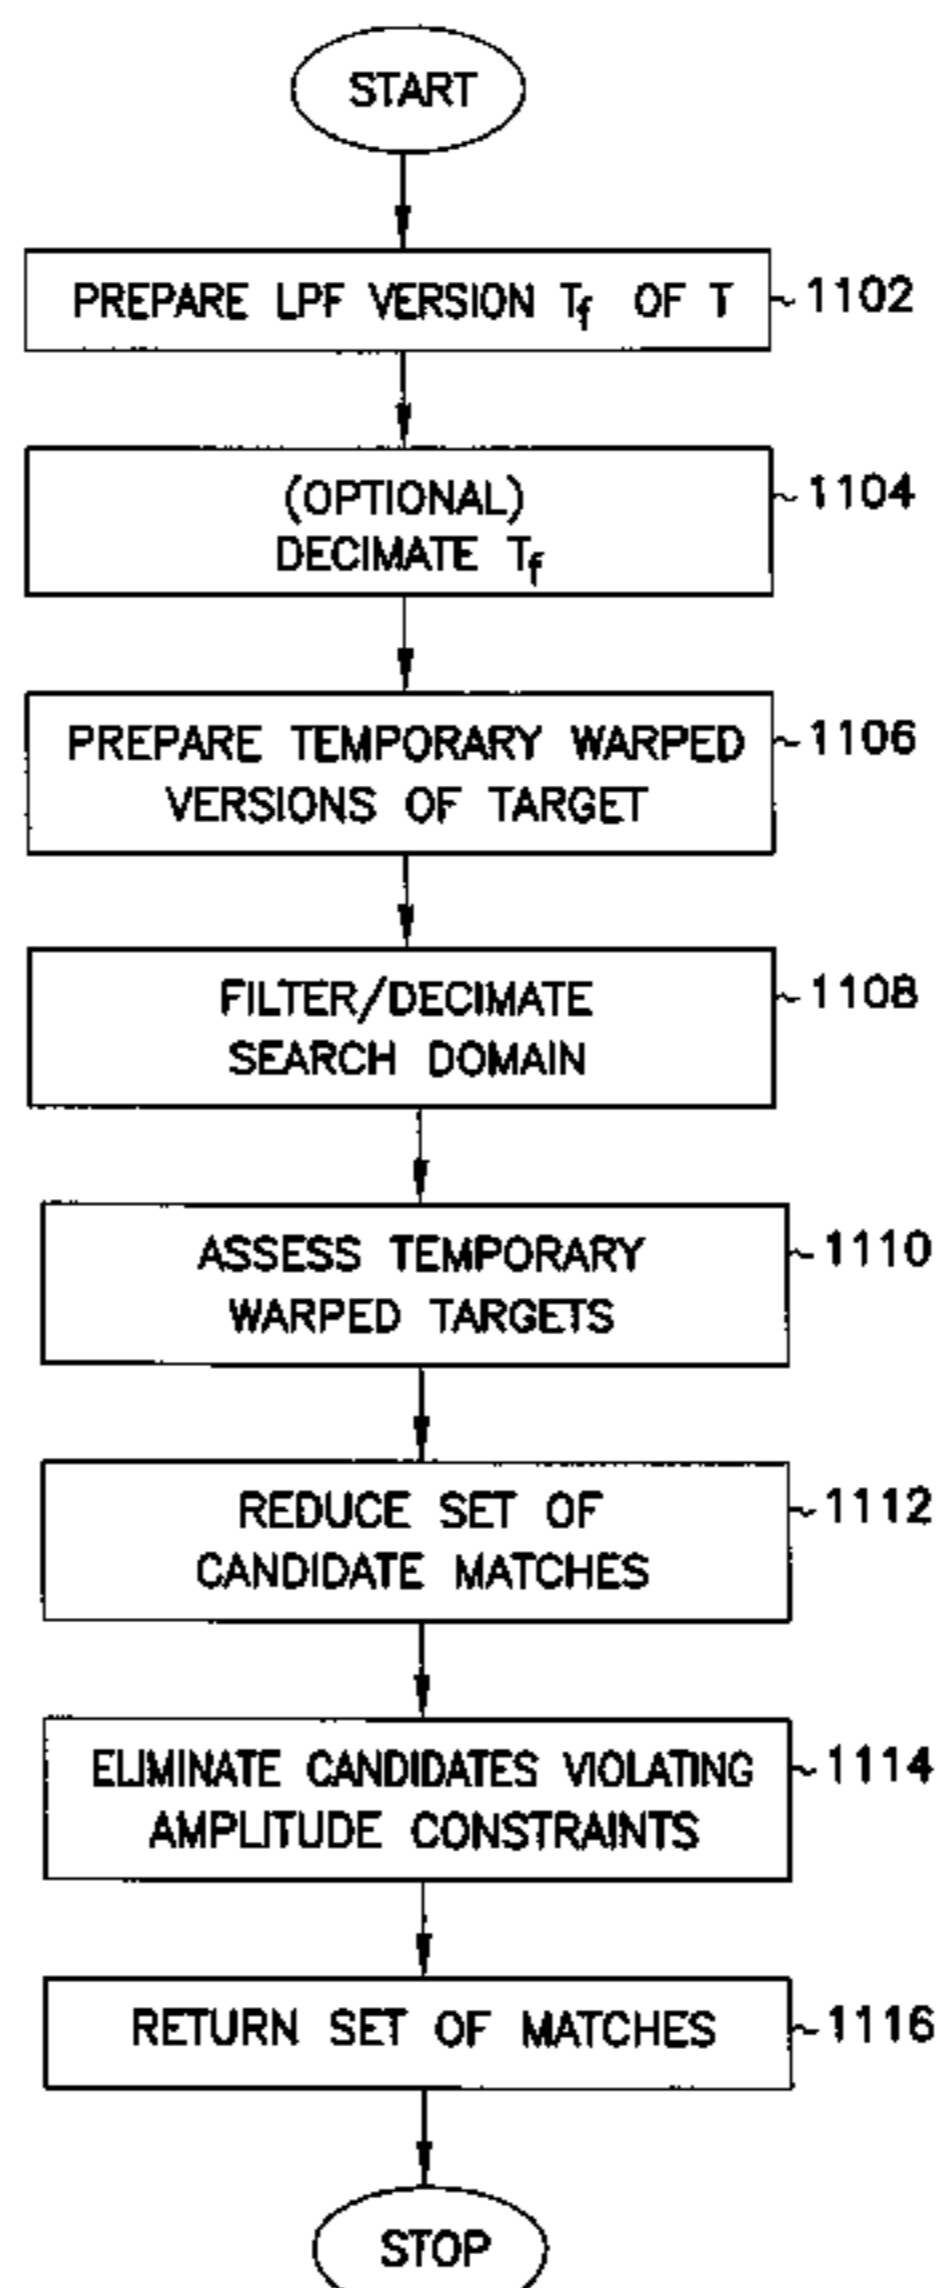 START
PREPARE LPF VERSION Tf OF T
1102
(OPTIONAL)
DECIMATE Tf
1104
PREPARE TEMPORARY WARPED
VERSIONS OF TARGET
1106
FILTER/DECIMATE
SEARCH DOMAIN
1108
ASSESS TEMPORARY
WARPED TARGETS
1110
REDUCE SET OF
CANDIDATE MATCHES
1112
ELIMINATE CANDIDATES VIOLATING
AMPLITUDE CONSTRAINTS
1114
RETURN SET OF MATCHES
1116
STOP